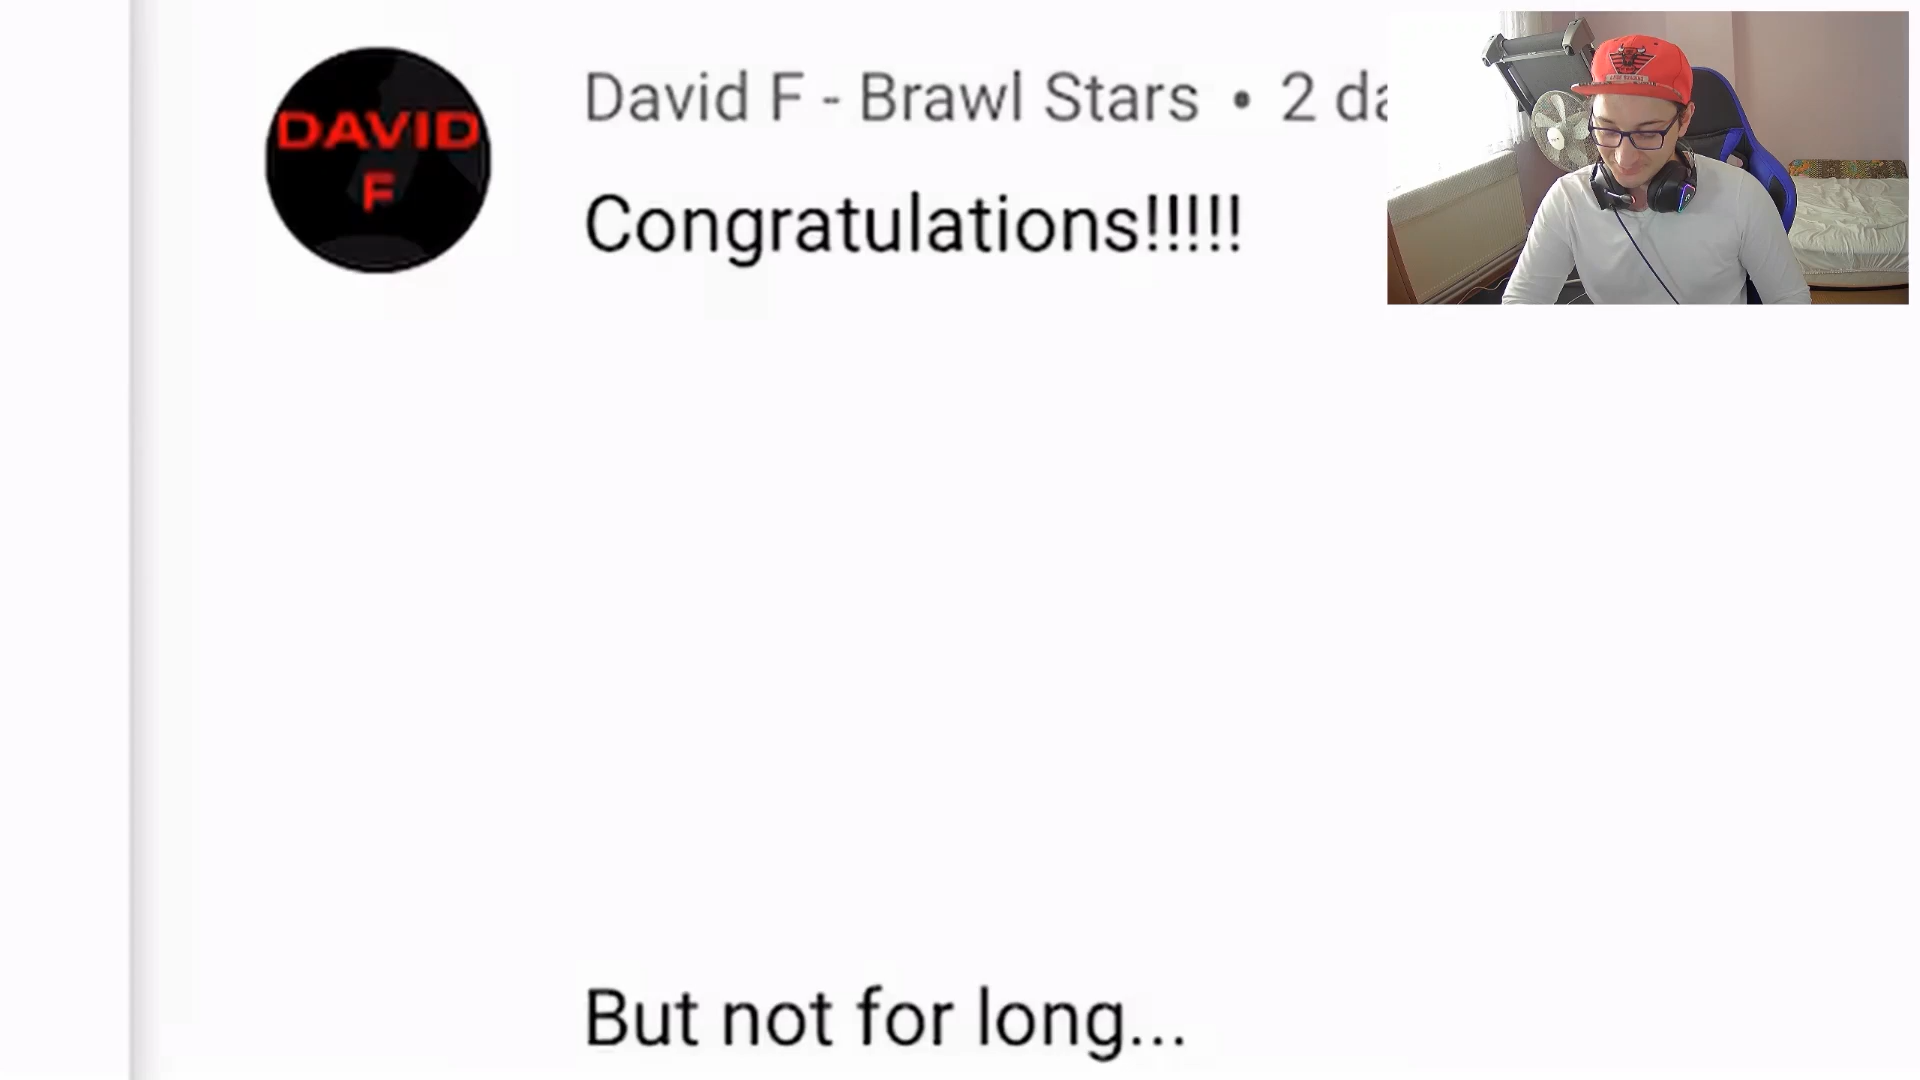 DAVID
F
David F - Brawl Stars • 2 da
Congratulations!!!!!
But not for long...